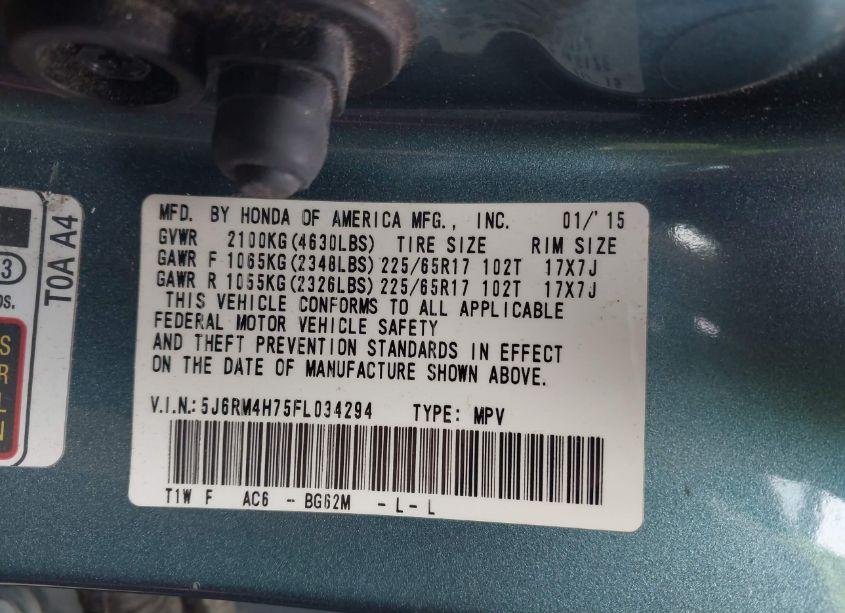 MFD. BY HONDA OF AMERICA MFG., INC. 01/'15
GVWR 2100KG(4630LBS) TIRE SIZE RIM SIZE
GAWR F 1065KG(2348LBS) 225/65R17 102T 17X7J
GAWR R 1055KG(2326LBS) 225/65R17 102T 17X7J
THIS VEHICLE CONFORMS TO ALL APPLICABLE
FEDERAL MOTOR VEHICLE SAFETY
AND THEFT PREVENTION STANDARDS IN EFFECT
ON THE DATE OF MANUFACTURE SHOWN ABOVE.
V.I.N.: 5J6RM4H75FL034294 TYPE: MPV
T1W F AC6 - BG62M - L - L
T0A A4
3
OS.
S
R
L
N